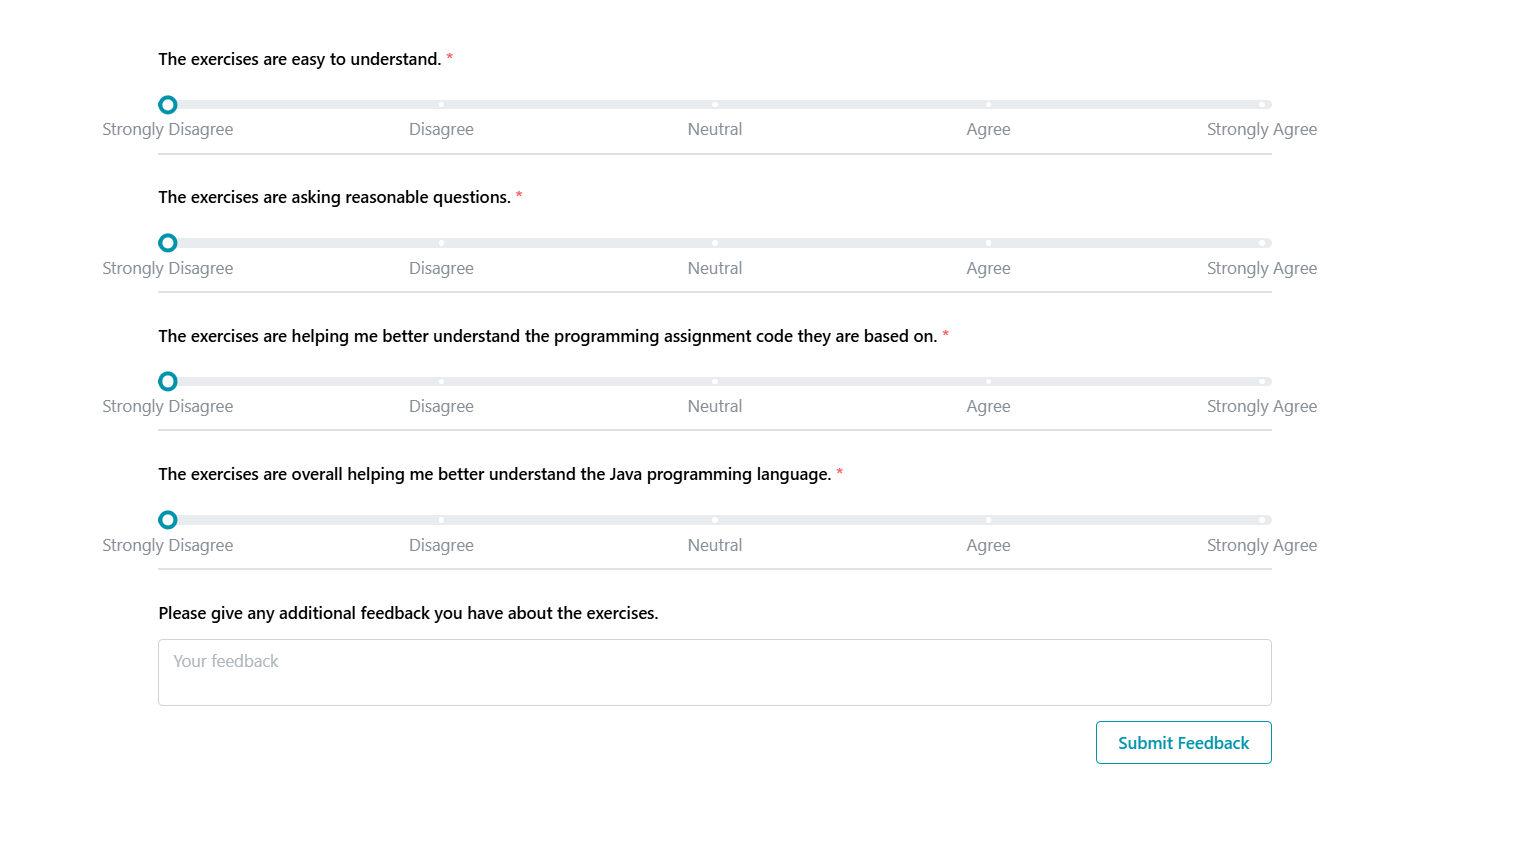 The exercises are easy to understand. *
Strongly Disagree Disagree Neutral Agree Strongly Agree
The exercises are asking reasonable questions. *
Strongly Disagree Disagree Neutral Agree Strongly Agree
The exercises are helping me better understand the programming assignment code they are based on. *
Strongly Disagree Disagree Neutral Agree Strongly Agree
The exercises are overall helping me better understand the Java programming language. *
Strongly Disagree Disagree Neutral Agree Strongly Agree
Please give any additional feedback you have about the exercises.
Your feedback
Submit Feedback